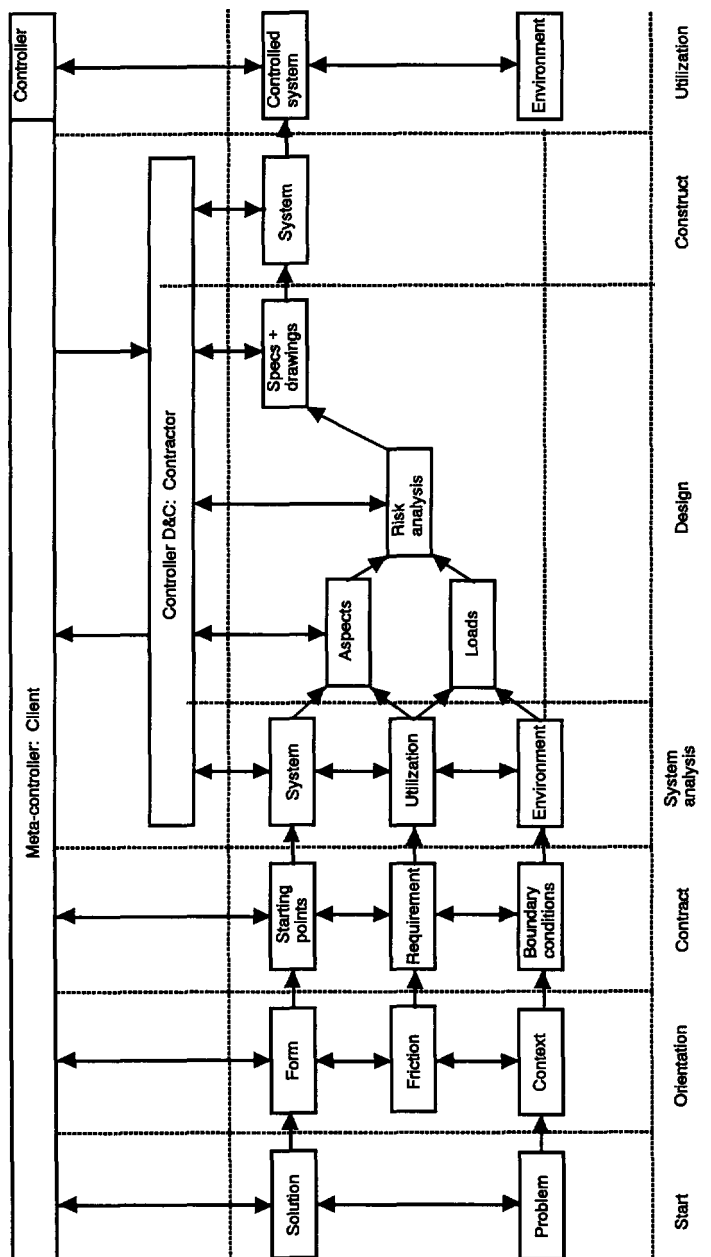 Meta-controller: Client
Controller
Controller D&C: Contractor
Solution
Form
Starting
points
System
Aspects
Specs +
drawings
System
Controlled
system
Friction
Requirement
Utilization
Risk
analysis
Loads
Problem
Context
Boundary
conditions
Environment
Environment
Start
Orientation
Contract
System
analysis
Design
Construct
Utilization